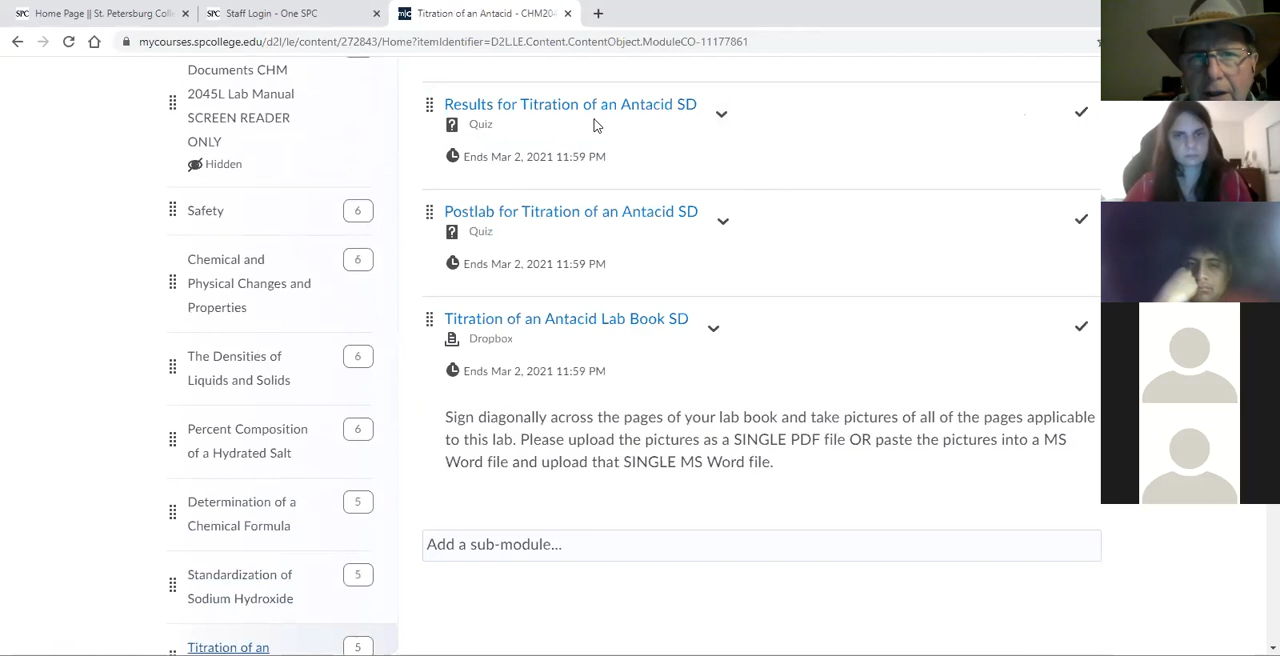 SPC Home Page || St. Petersburg Coll
SPC Staff Login - One SPC
Titration of an Antacid - CHM204
mycourses.spcollege.edu/d2l/le/content/272843/Home?itemIdentifier=D2L.LE.Content.ContentObject.ModuleCO-11177861
Documents CHM
2045L Lab Manual
SCREEN READER
ONLY
Hidden
Safety 6
Chemical and 6
Physical Changes and
Properties
The Densities of 6
Liquids and Solids
Percent Composition 6
of a Hydrated Salt
Determination of a 5
Chemical Formula
Standardization of 5
Sodium Hydroxide
Titration of an 5
Results for Titration of an Antacid SD
Quiz
Ends Mar 2, 2021 11:59 PM
Postlab for Titration of an Antacid SD
Quiz
Ends Mar 2, 2021 11:59 PM
Titration of an Antacid Lab Book SD
Dropbox
Ends Mar 2, 2021 11:59 PM
Sign diagonally across the pages of your lab book and take pictures of all of the pages applicable
to this lab. Please upload the pictures as a SINGLE PDF file OR paste the pictures into a MS
Word file and upload that SINGLE MS Word file.
Add a sub-module...